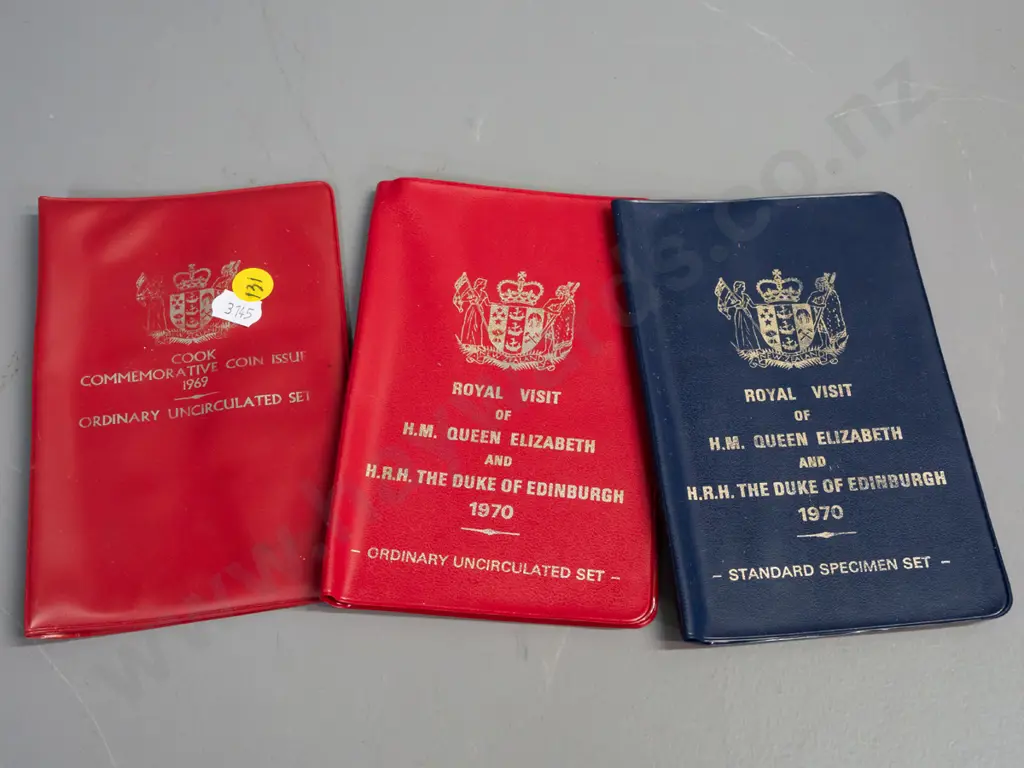 131
3745
COOK
COMMEMORATIVE COIN ISSUE
1969
ORDINARY UNCIRCULATED SET
ROYAL VISIT
OF
H.M. QUEEN ELIZABETH
AND
H.R.H. THE DUKE OF EDINBURGH
1970
- ORDINARY UNCIRCULATED SET -
ROYAL VISIT
OF
H.M. QUEEN ELIZABETH
AND
H.R.H. THE DUKE OF EDINBURGH
1970
- STANDARD SPECIMEN SET -